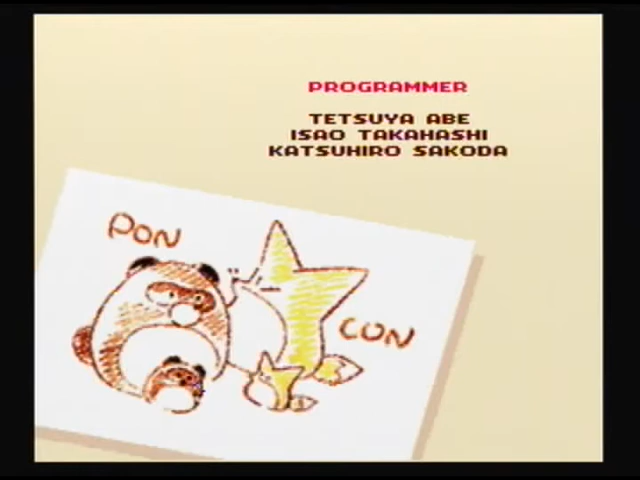 PROGRAMMER
TETSUYA ABE
ISAO TAKAHASHI
KATSUHIRO SAKODA
PON
CON